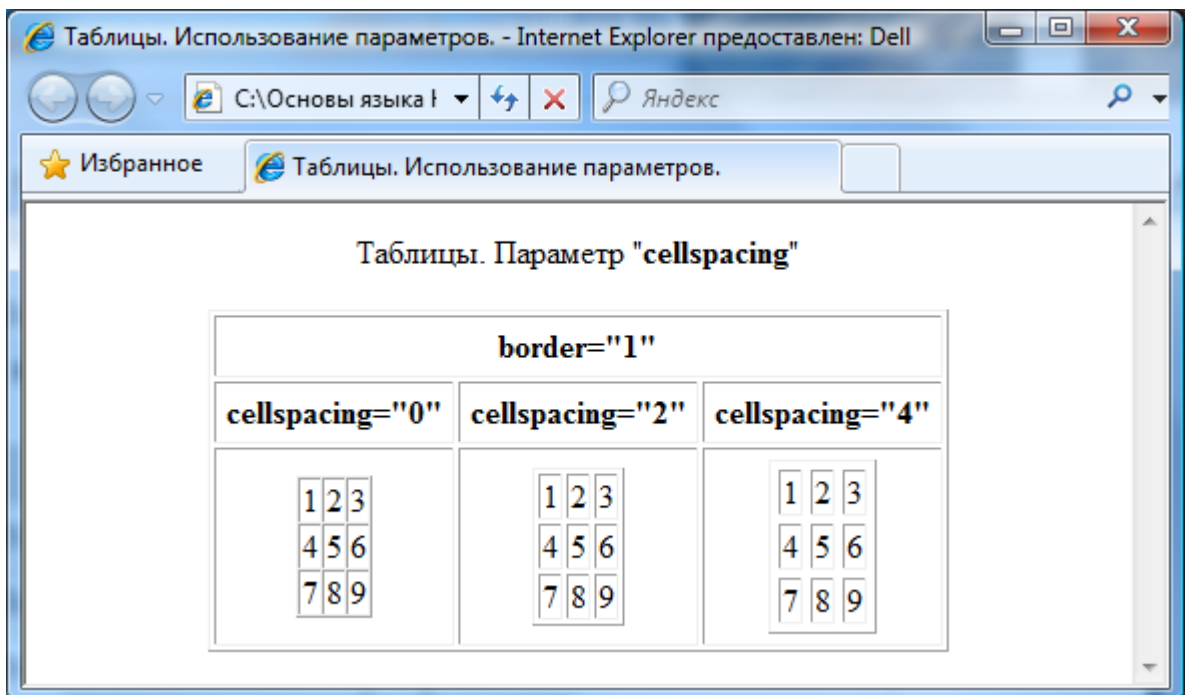 Таблицы. Использование параметров. - Internet Explorer предоставлен: Dell
C:\Основы языка
Яндекс
Избранное
Таблицы. Использование параметров.
Таблицы. Параметр "cellspacing"
border="1"
cellspacing="0" cellspacing="2" cellspacing="4"
1 2 3 1 2 3 1 2 3
4 5 6 4 5 6 4 5 6
7 8 9 7 8 9 7 8 9